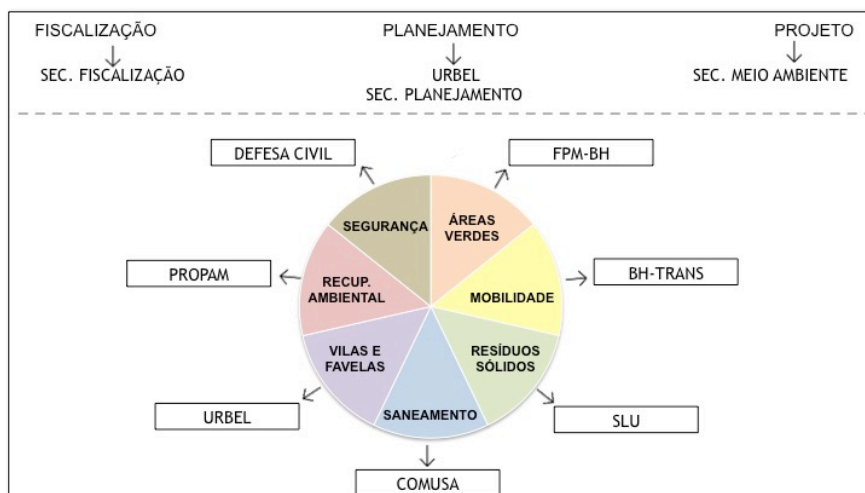 FISCALIZAÇÃO
SEC. FISCALIZAÇÃO
PLANEJAMENTO
URBEL
SEC. PLANEJAMENTO
PROJETO
SEC. MEIO AMBIENTE
DEFESA CIVIL
FPM-BH
SEGURANÇA
ÁREAS
VERDES
PROPAM
RECUP.
AMBIENTAL
MOBILIDADE
BH-TRANS
VILAS E
FAVELAS
RESÍDUOS
SÓLIDOS
URBEL
SANEAMENTO
SLU
COMUSA